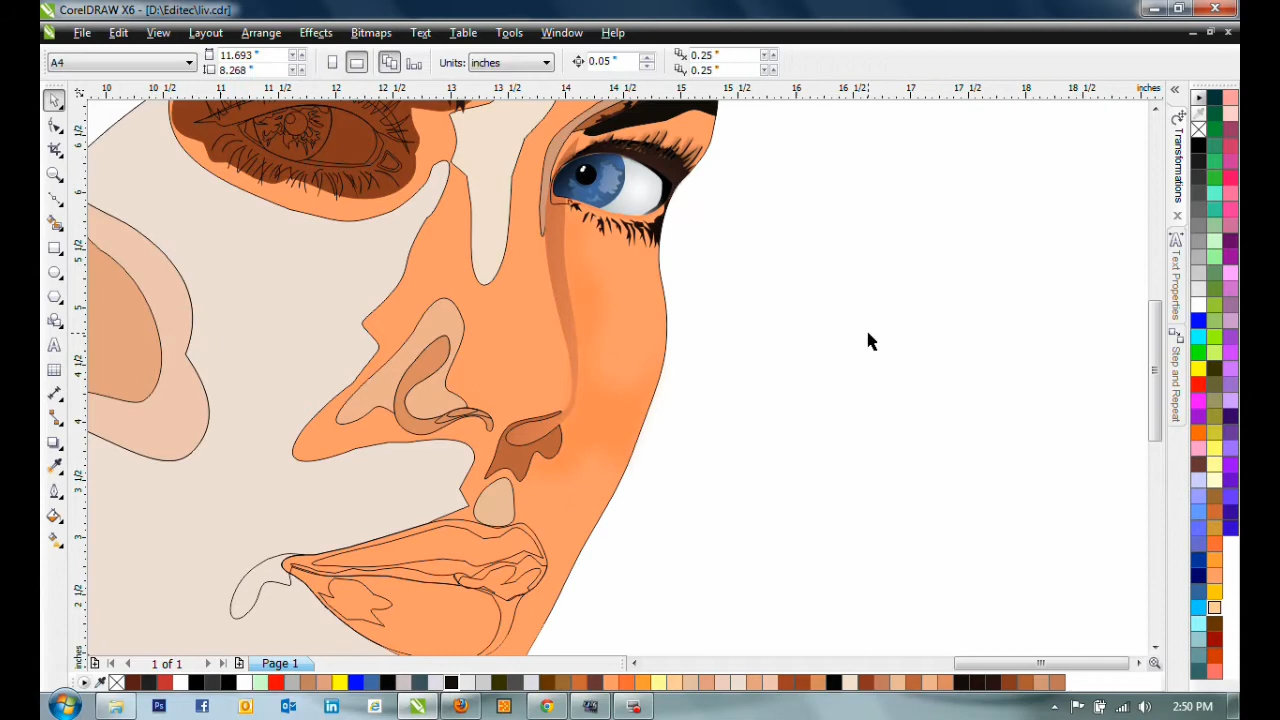 CorelDRAW X6 - [D:\Editec\liv.cdr]
File Edit View Layout Arrange Effects Bitmaps Text Table Tools Window Help
A4 11.693 " 8.268 " Units: inches 0.05 " 0.25 " 0.25 "
10 10 1/2 11 11 1/2 12 12 1/2 13 13 1/2 14 14 1/2 15 15 1/2 16 16 1/2 17 17 1/2 18 18 1/2 inches
Transformations
Text Properties
Step and Repeat
1 of 1 Page 1
inches
2:50 PM